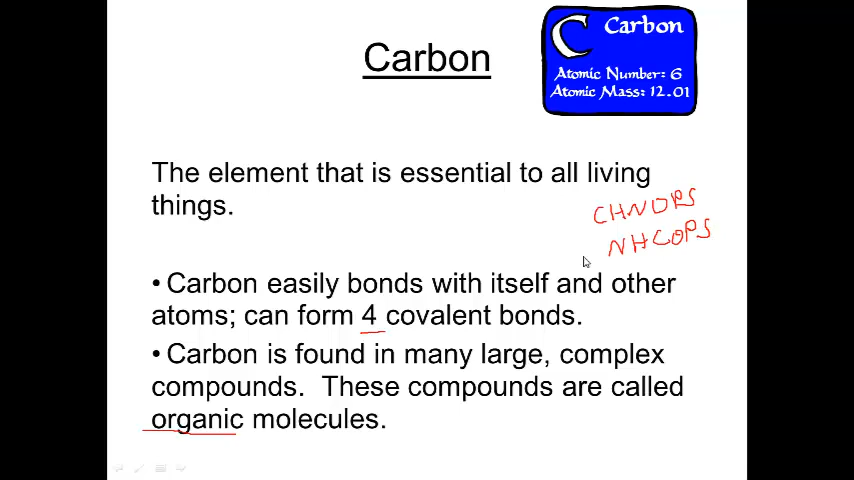 Carbon
C Carbon
Atomic Number: 6
Atomic Mass: 12.01
The element that is essential to all living
things.
CHNOPS
NHCOPS
• Carbon easily bonds with itself and other
atoms; can form 4 covalent bonds.
• Carbon is found in many large, complex
compounds. These compounds are called
organic molecules.